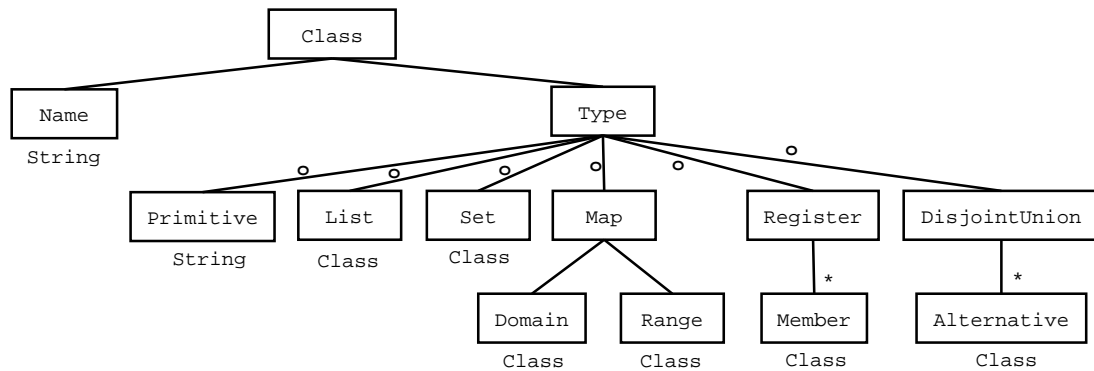 Class
Name
Type
String
o o o o o o
Primitive List Set Map Register DisjointUnion
String Class Class
* *
Domain Range Member Alternative
Class Class Class Class